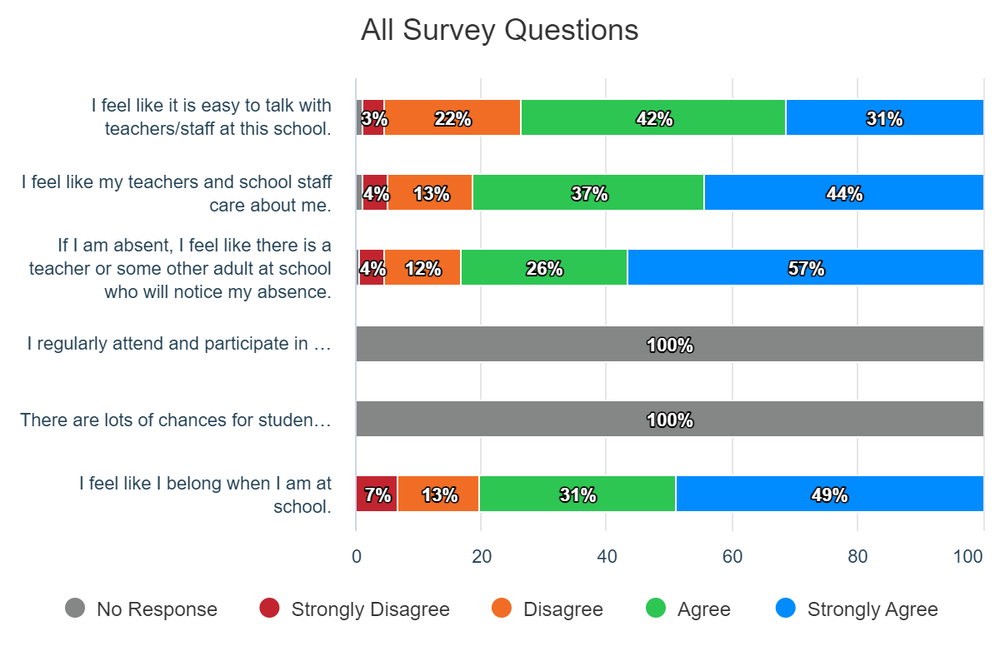 All Survey Questions
I feel like it is easy to talk with
teachers/staff at this school.
3% 22% 42% 31%
I feel like my teachers and school staff
care about me.
4% 13% 37% 44%
If I am absent, I feel like there is a
teacher or some other adult at school
who will notice my absence.
4% 12% 26% 57%
I regularly attend and participate in …
100%
There are lots of chances for studen…
100%
I feel like I belong when I am at
school.
7% 13% 31% 49%
0 20 40 60 80 100
No Response Strongly Disagree Disagree Agree Strongly Agree